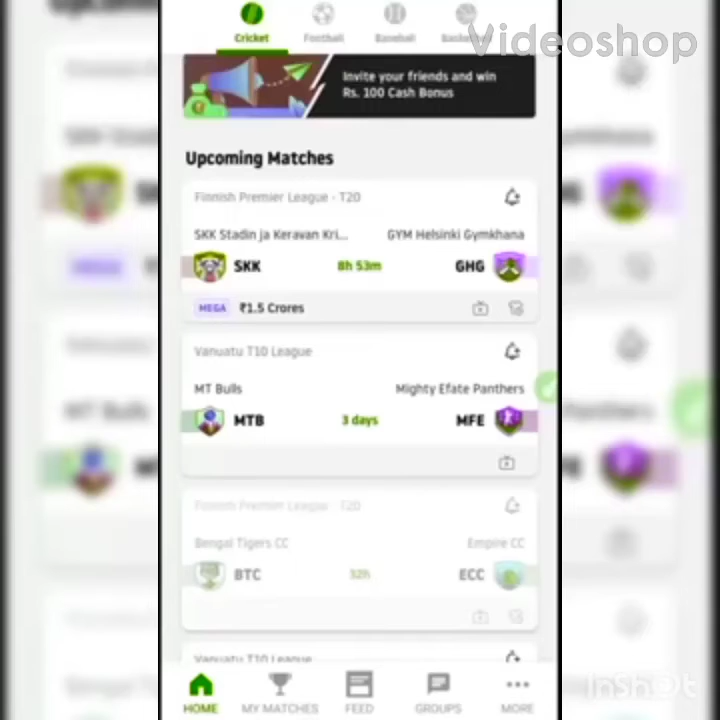 Videoshop
Cricket Football Baseball
Invite your friends and win
Rs. 100 Cash Bonus
Upcoming Matches
Finnish Premier League - T20
SKK Stadin ja Keravan Kri... GYM Helsinki Gymkhana
SKK 8h 53m GHG
MEGA ₹1.5 Crores
Vanuatu T10 League
MT Bulls Mighty Efate Panthers
MTB 3 days MFE
Finnish Premier League - T20
Bengal Tigers CC Empire CC
BTC 32h ECC
Vanuatu T10 League
HOME MY MATCHES FEED GROUPS MORE
InShOt